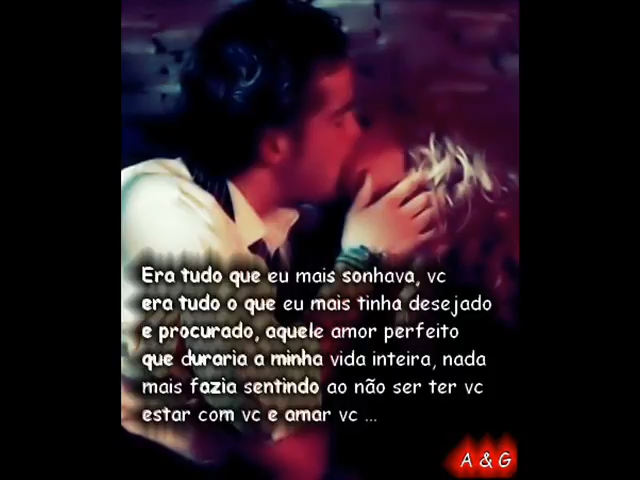 Era tudo que eu mais sonhava, vc
era tudo o que eu mais tinha desejado
e procurado, aquele amor perfeito
que duraria a minha vida inteira, nada
mais fazia sentindo ao não ser ter vc
estar com vc e amar vc ...
A & G